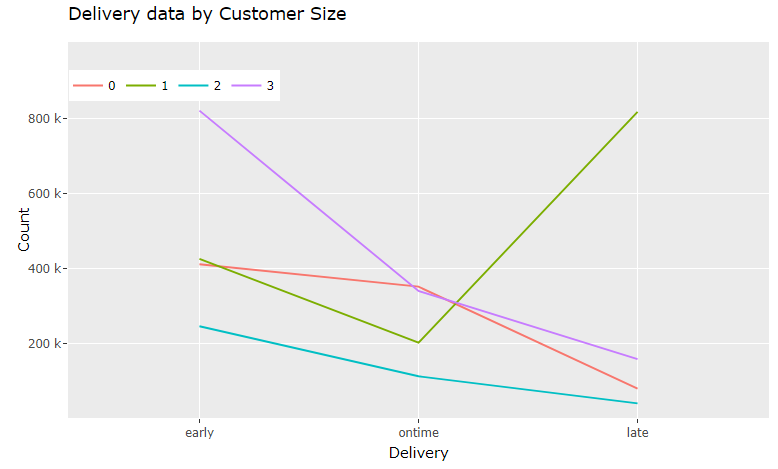 Delivery data by Customer Size
0 1 2 3
800 k
600 k
400 k
200 k
Count
early ontime late
Delivery